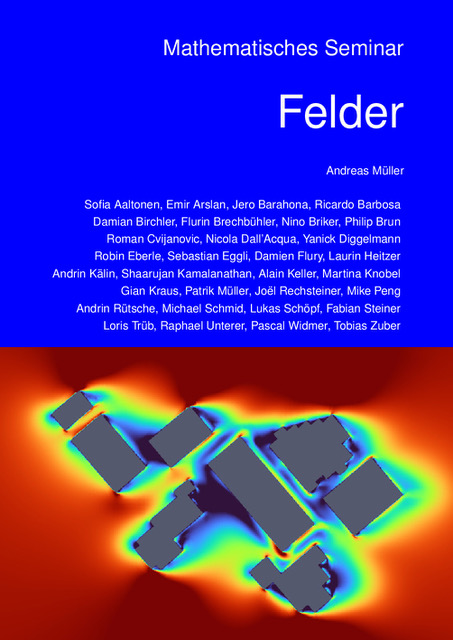 Mathematisches Seminar
Felder
Andreas Müller
Sofia Aaltonen, Emir Arslan, Jero Barahona, Ricardo Barbosa
Damian Birchler, Flurin Brechbühler, Nino Briker, Philip Brun
Roman Cvijanovic, Nicola Dall'Acqua, Yanick Diggelmann
Robin Eberle, Sebastian Eggli, Damien Flury, Laurin Heitzer
Andrin Kälin, Shaarujan Kamalanathan, Alain Keller, Martina Knobel
Gian Kraus, Patrik Müller, Joël Rechsteiner, Mike Peng
Andrin Rütsche, Michael Schmid, Lukas Schöpf, Fabian Steiner
Loris Trüb, Raphael Unterer, Pascal Widmer, Tobias Zuber